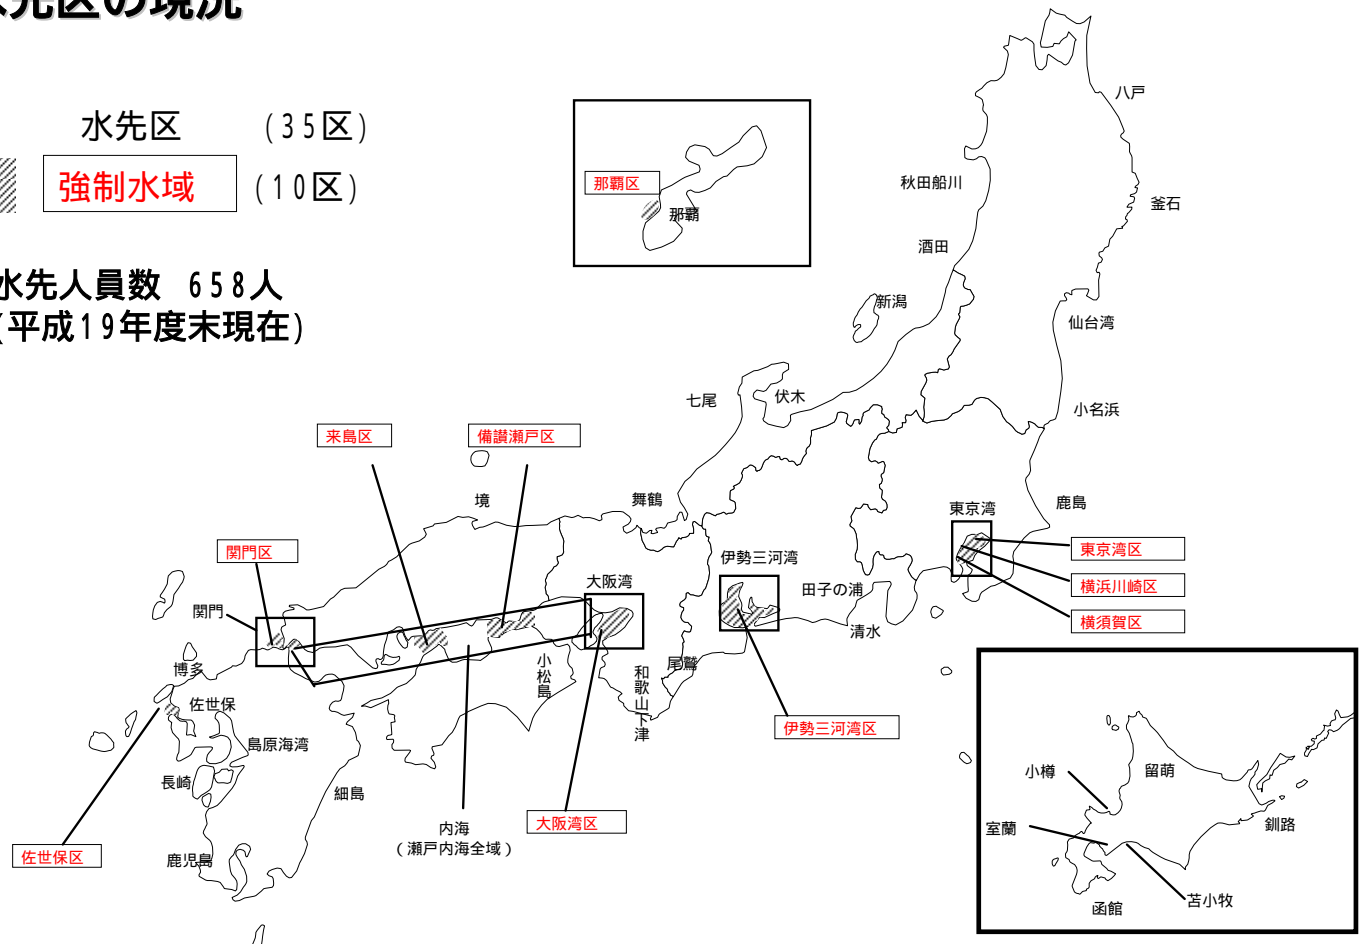 水先区の現況
水先区 (35区)
強制水域 (10区)
水先人員数 658人
(平成19年度末現在)
那覇区
那覇
八戸
秋田船川
釜石
酒田
新潟
仙台湾
七尾
伏木
小名浜
来島区
備讃瀬戸区
境
舞鶴
鹿島
東京湾
関門区
東京湾区
伊勢三河湾
横浜川崎区
大阪湾
田子の浦
関門
横須賀区
清水
博多
小松島
尾鷲
和歌山下津
佐世保
伊勢三河湾区
島原海湾
長崎
細島
内海
(瀬戸内海全域)
大阪湾区
佐世保区
鹿児島
小樽
留萌
室蘭
釧路
苫小牧
函館